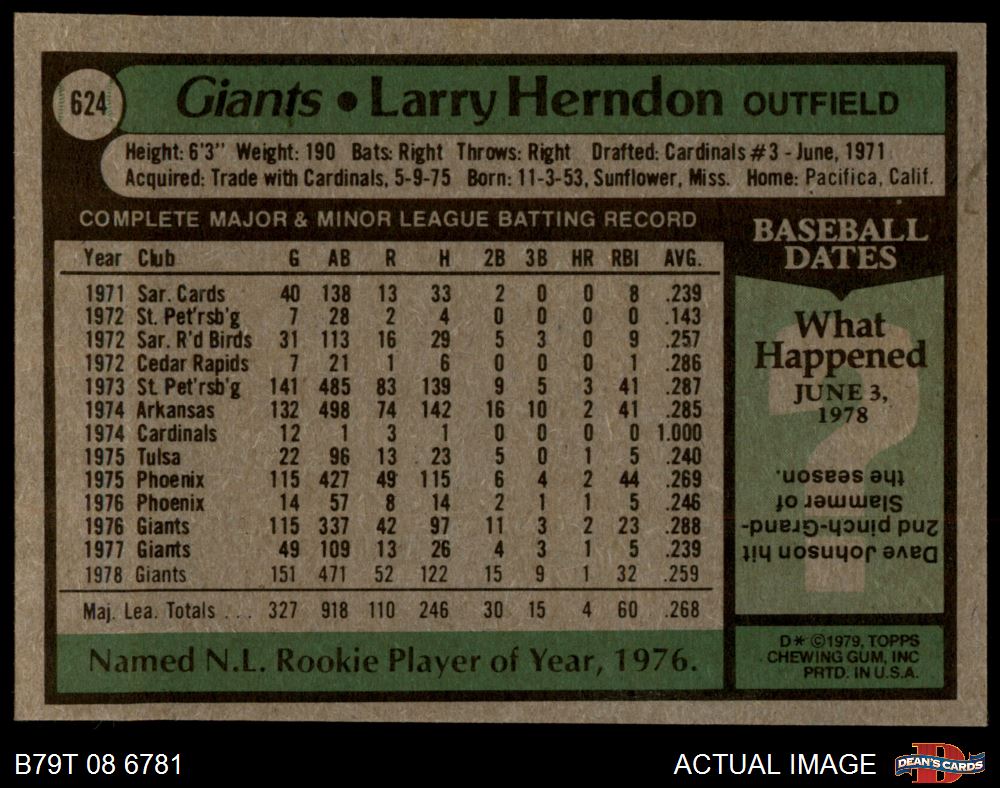 624
Giants • Larry Herndon OUTFIELD
Height: 6'3" Weight: 190 Bats: Right Throws: Right Drafted: Cardinals #3 - June, 1971
Acquired: Trade with Cardinals, 5-9-75 Born: 11-3-53, Sunflower, Miss. Home: Pacifica, Calif.
COMPLETE MAJOR & MINOR LEAGUE BATTING RECORD
Year Club G AB R H 2B 3B HR RBI AVG.
1971 Sar. Cards 40 138 13 33 2 0 0 8 .239
1972 St. Pet'rsb'g 7 28 2 4 0 0 0 0 .143
1972 Sar. R'd Birds 31 113 16 29 5 3 0 9 .257
1972 Cedar Rapids 7 21 1 6 0 0 0 1 .286
1973 St. Pet'rsb'g 141 485 83 139 9 5 3 41 .287
1974 Arkansas 132 498 74 142 16 10 2 41 .285
1974 Cardinals 12 1 3 1 0 0 0 0 1.000
1975 Tulsa 22 96 13 23 5 0 1 5 .240
1975 Phoenix 115 427 49 115 6 4 2 44 .269
1976 Phoenix 14 57 8 14 2 1 1 5 .246
1976 Giants 115 337 42 97 11 3 2 23 .288
1977 Giants 49 109 13 26 4 3 1 5 .239
1978 Giants 151 471 52 122 15 9 1 32 .259
Maj. Lea. Totals ... 327 918 110 246 30 15 4 60 .268
Named N.L. Rookie Player of Year, 1976.
BASEBALL
DATES
What
Happened
JUNE 3,
1978
Dave Johnson hit
2nd pinch-Grand-
Slammer of
the season.
D* ©1979, TOPPS
CHEWING GUM, INC
PRTD. IN U.S.A.
B79T 08 6781
ACTUAL IMAGE
D
DEAN'S CARDS